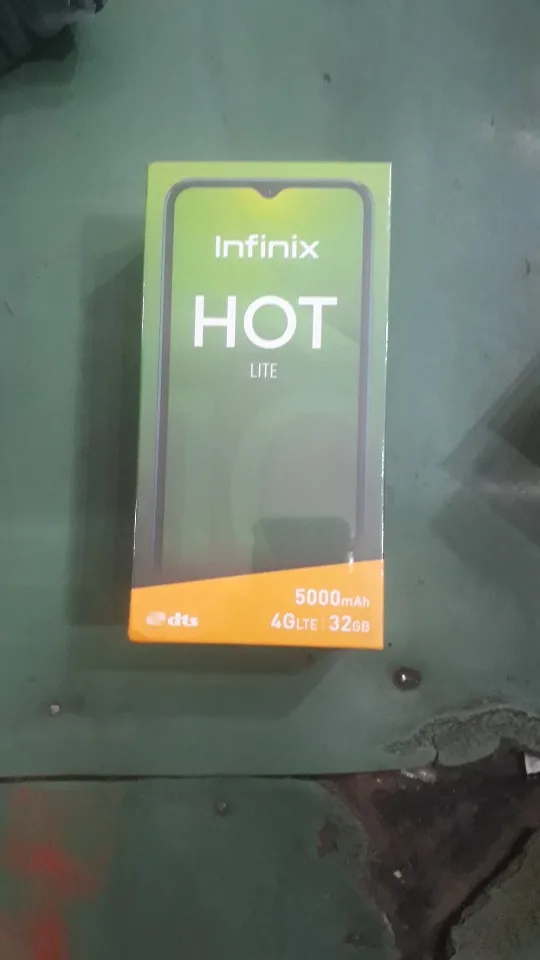 Infinix
HOT
LITE
5000mAh
dts
4GLTE | 32GB